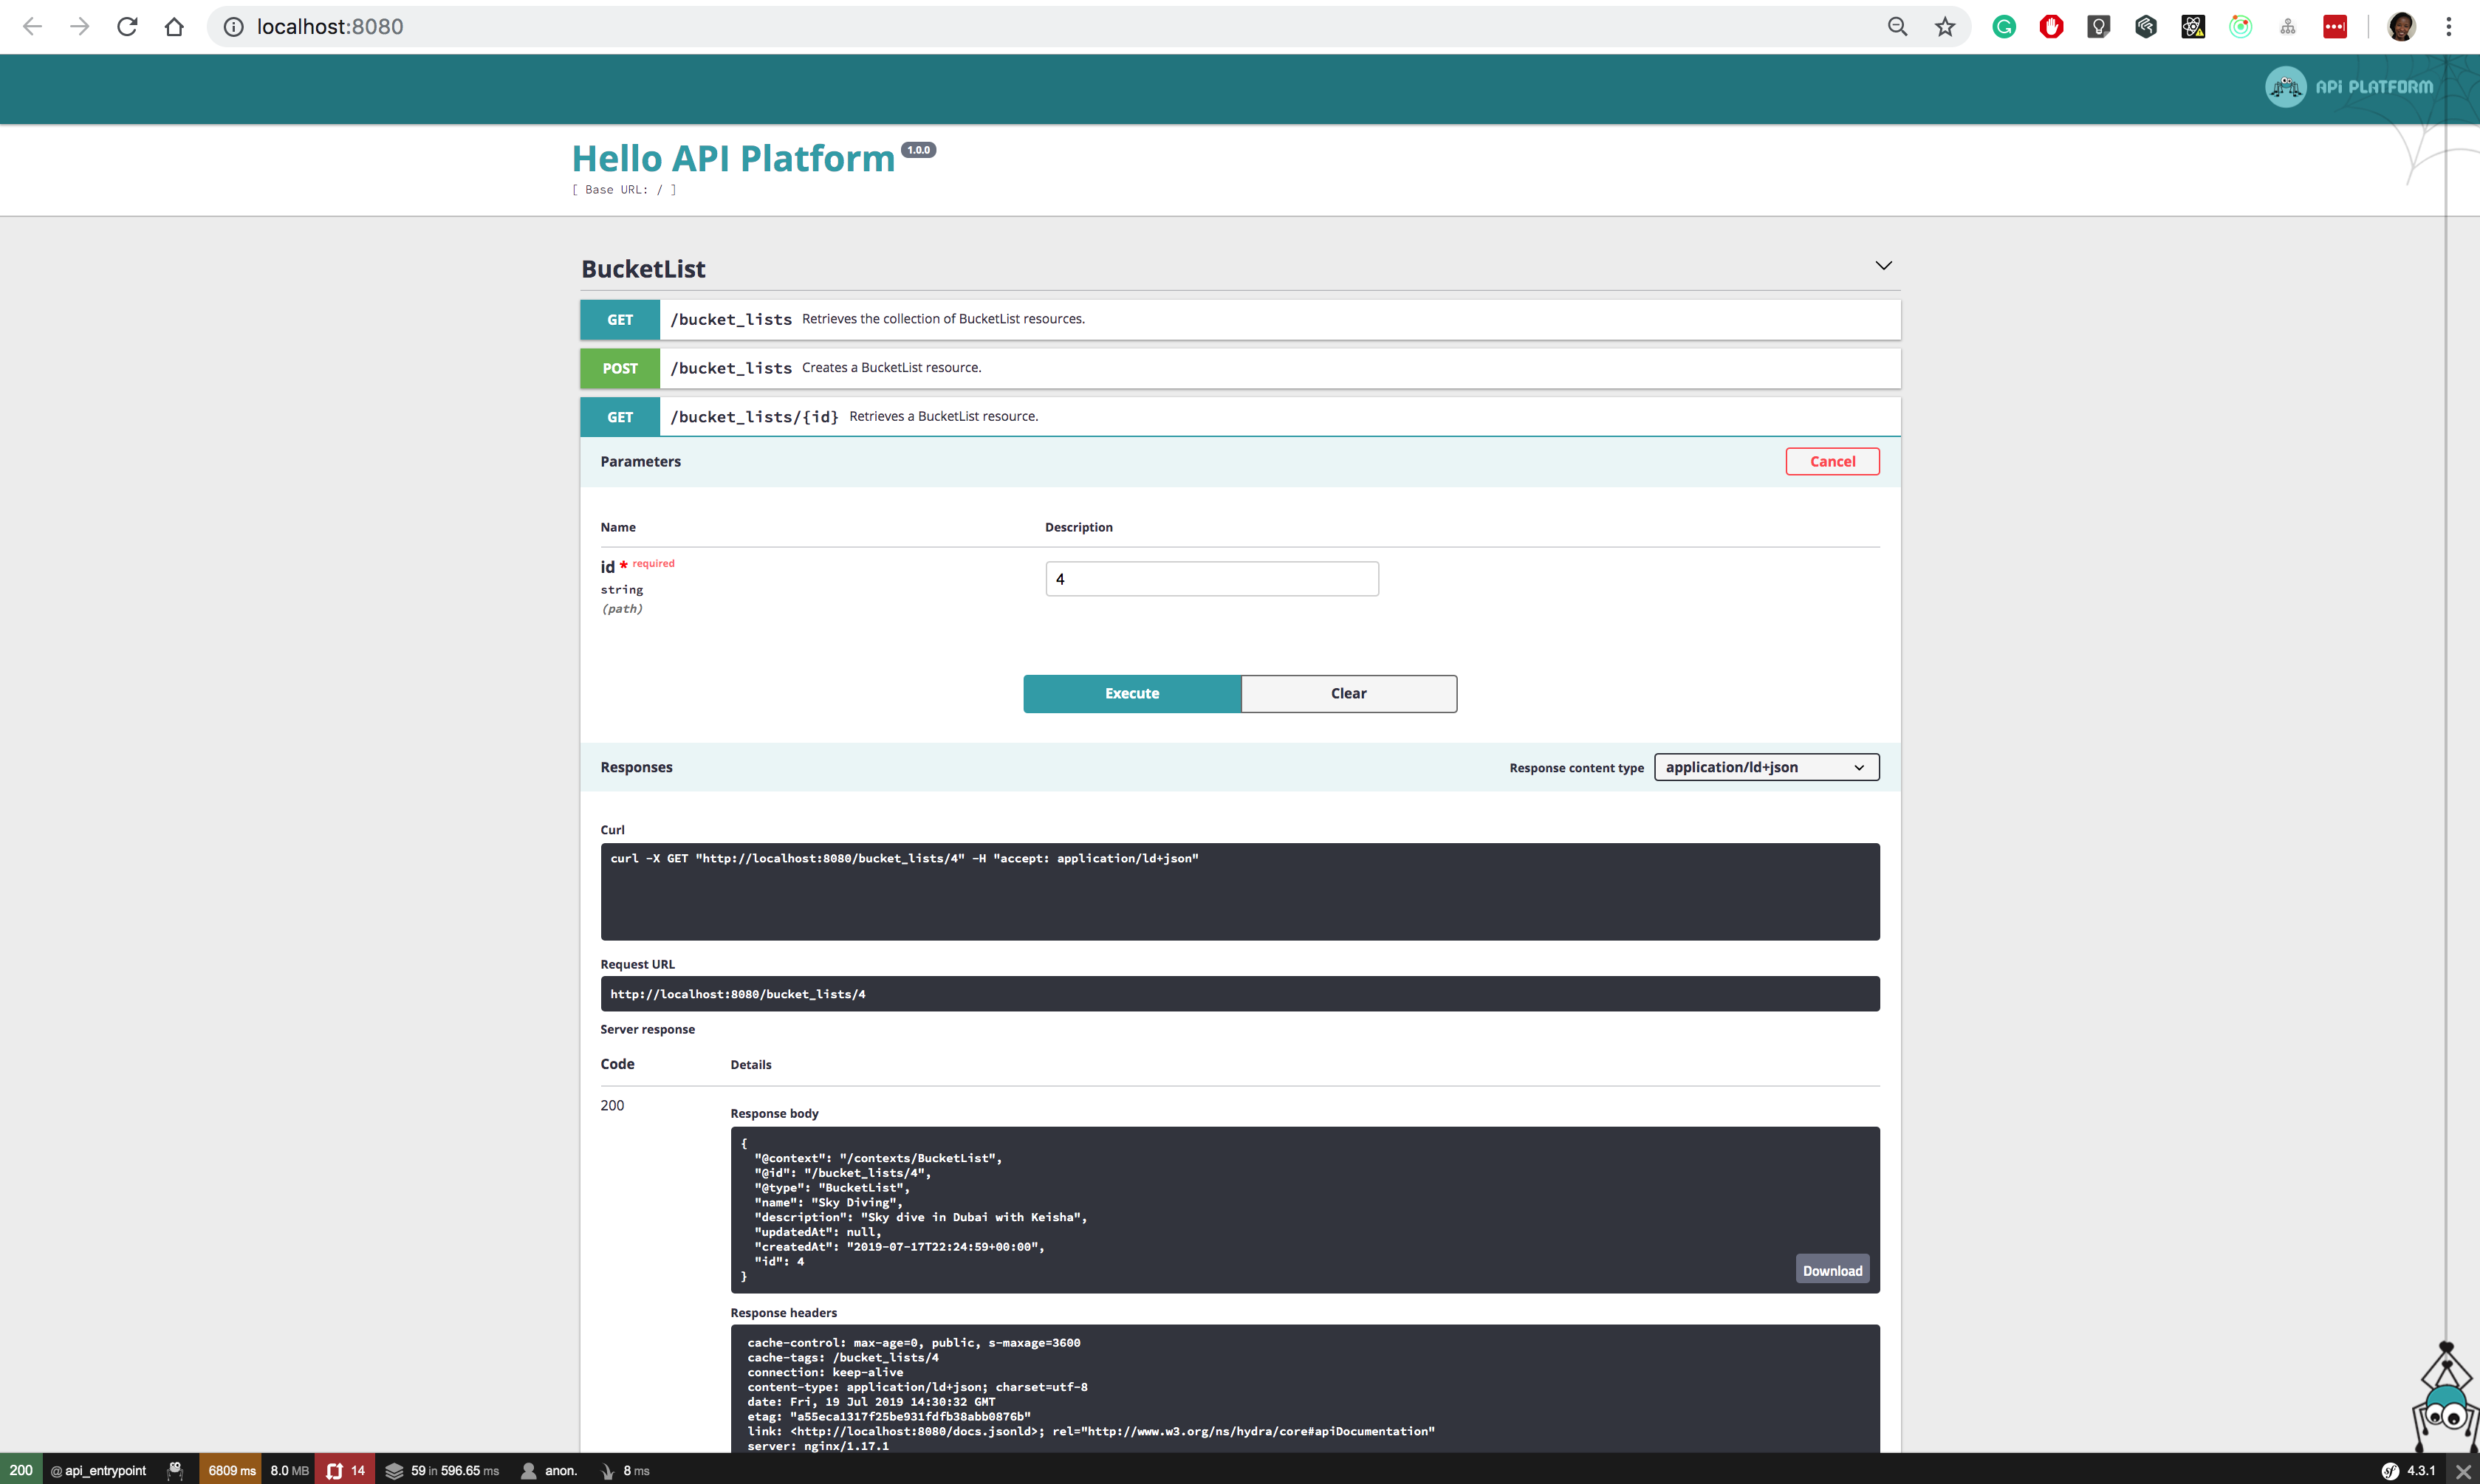 localhost:8080
API PLATFORM
Hello API Platform 1.0.0
[ Base URL: / ]
BucketList
GET /bucket_lists Retrieves the collection of BucketList resources.
POST /bucket_lists Creates a BucketList resource.
GET /bucket_lists/{id} Retrieves a BucketList resource.
Parameters Cancel
Name Description
id * required
string
(path)
4
Execute Clear
Responses Response content type application/ld+json
Curl
curl -X GET "http://localhost:8080/bucket_lists/4" -H "accept: application/ld+json"
Request URL
http://localhost:8080/bucket_lists/4
Server response
Code Details
200
Response body
{
"@context": "/contexts/BucketList",
"@id": "/bucket_lists/4",
"@type": "BucketList",
"name": "Sky Diving",
"description": "Sky dive in Dubai with Keisha",
"updatedAt": null,
"createdAt": "2019-07-17T22:24:59+00:00",
"id": 4
}
Download
Response headers
cache-control: max-age=0, public, s-maxage=3600
cache-tags: /bucket_lists/4
connection: keep-alive
content-type: application/ld+json; charset=utf-8
date: Fri, 19 Jul 2019 14:30:32 GMT
etag: "a55eca1317f25be931fdfb38abb0876b"
link: <http://localhost:8080/docs.jsonld>; rel="http://www.w3.org/ns/hydra/core#apiDocumentation"
server: nginx/1.17.1
200 @ api_entrypoint 6809 ms 8.0 MB 14 59 in 596.65 ms anon. 8 ms sf 4.3.1